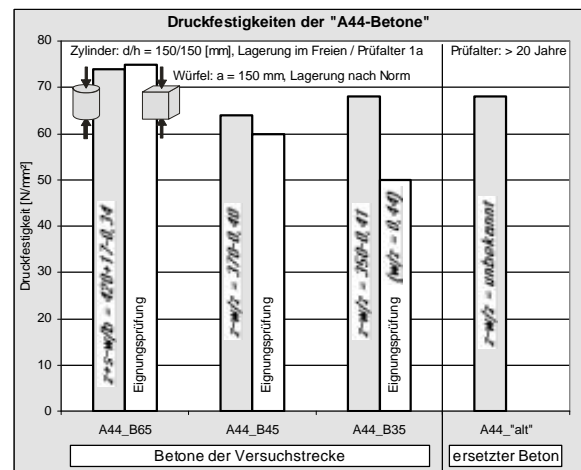 Druckfestigkeiten der "A44-Betone"
Zylinder: d/h = 150/150 [mm], Lagerung im Freien / Prüfalter 1a
Prüfalter: > 20 Jahre
Würfel: a = 150 mm, Lagerung nach Norm
Druckfestigkeit [N/mm²]
80
70
60
50
40
30
20
10
0
z+s-w/b = 420+17-0,34
Eignungsprüfung
z-w/z = 370-0,40
Eignungsprüfung
z-w/z = 350-0,41
(w/z = 0,44)
Eignungsprüfung
z-w/z = unbekannt
A44_B65
A44_B45
A44_B35
A44_"alt"
Betone der Versuchstrecke
ersetzter Beton